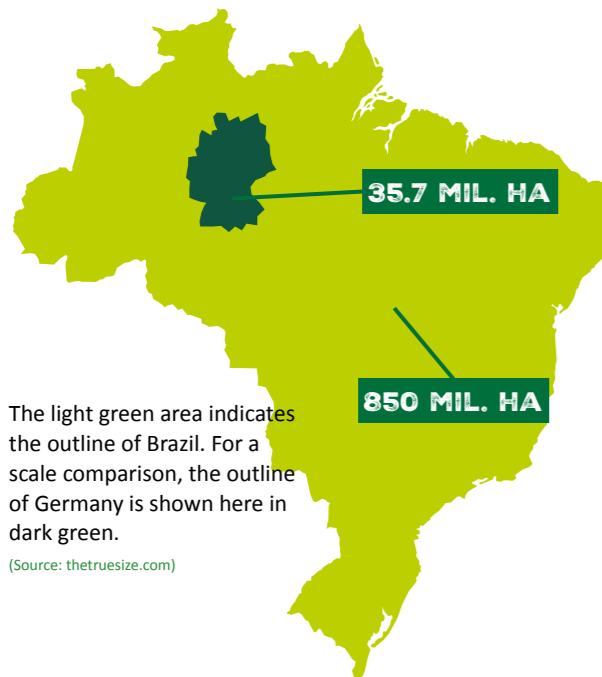 35.7 MIL. HA
850 MIL. HA
The light green area indicates
the outline of Brazil. For a
scale comparison, the outline
of Germany is shown here in
dark green.
(Source: thetruesize.com)